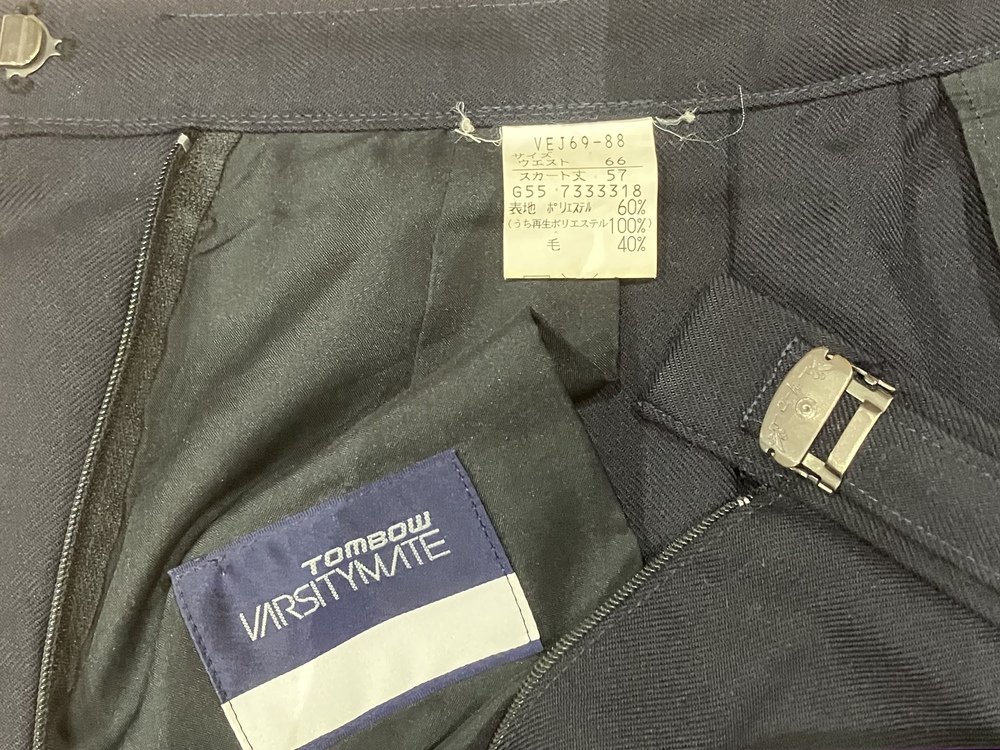 VEJ69-88
サイズ
ウエスト 66
スカート丈 57
G55 7333318
表地 ポリエステル 60%
(うち再生ポリエステル100%)
毛 40%
TOMBOW
VARSITYMATE